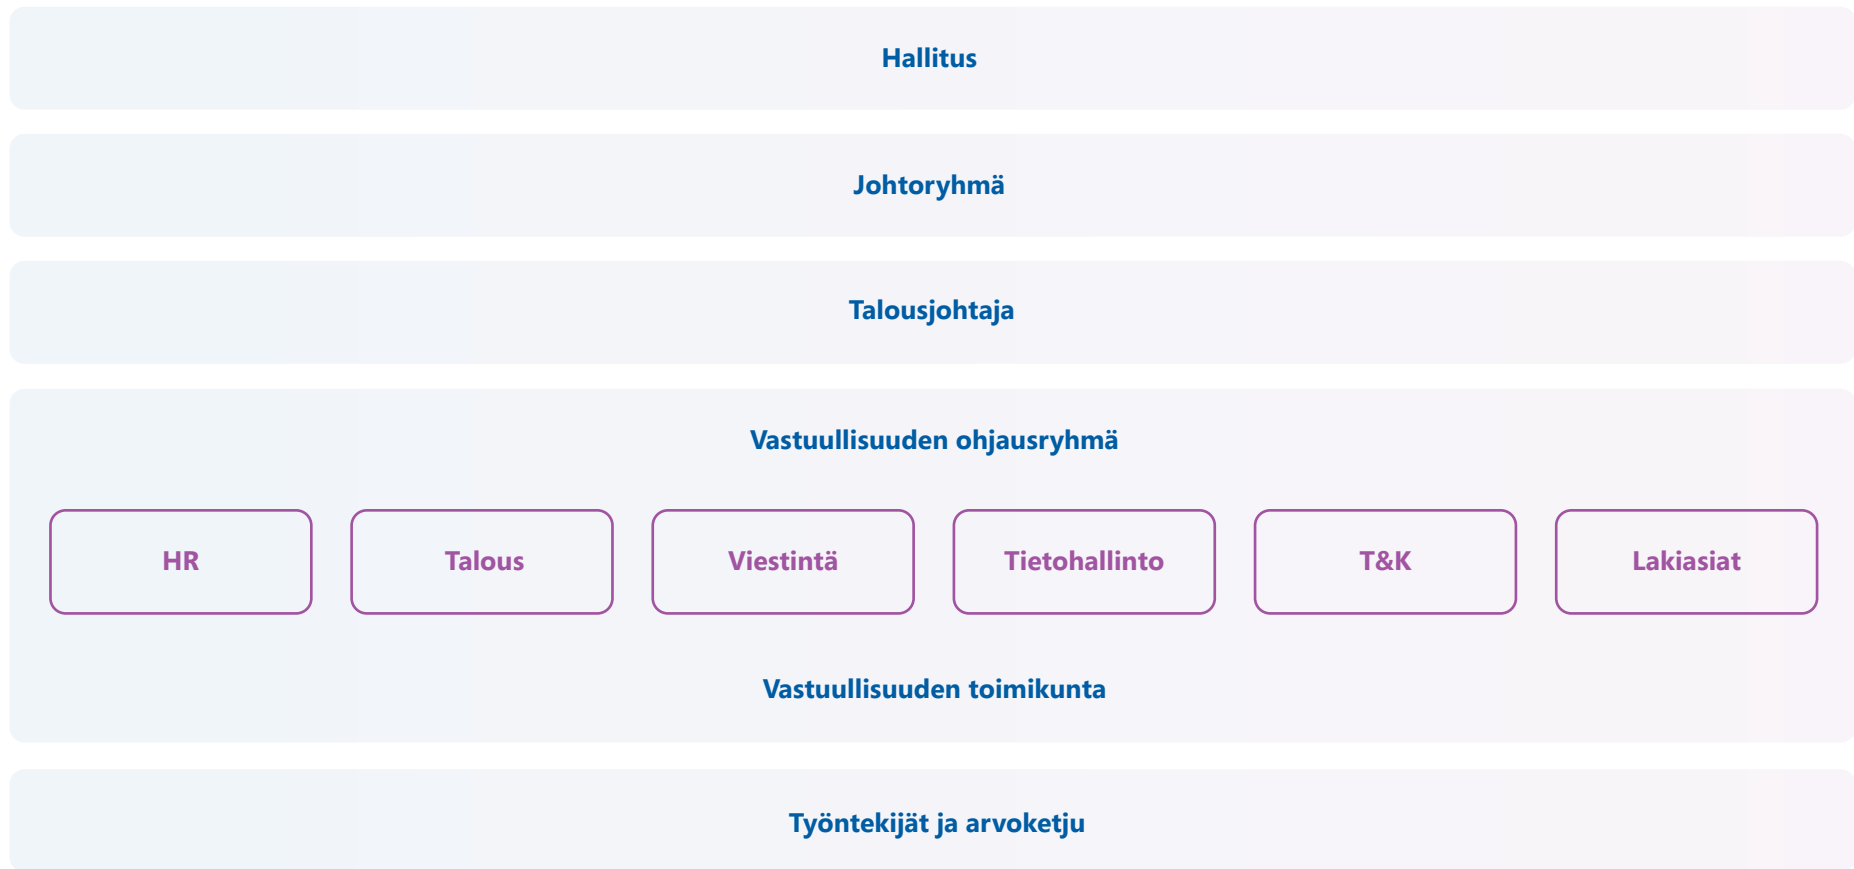 Hallitus
Johtoryhmä
Talousjohtaja
Vastuullisuuden ohjausryhmä
HR
Talous
Viestintä
Tietohallinto
T&K
Lakiasiat
Vastuullisuuden toimikunta
Työntekijät ja arvoketju